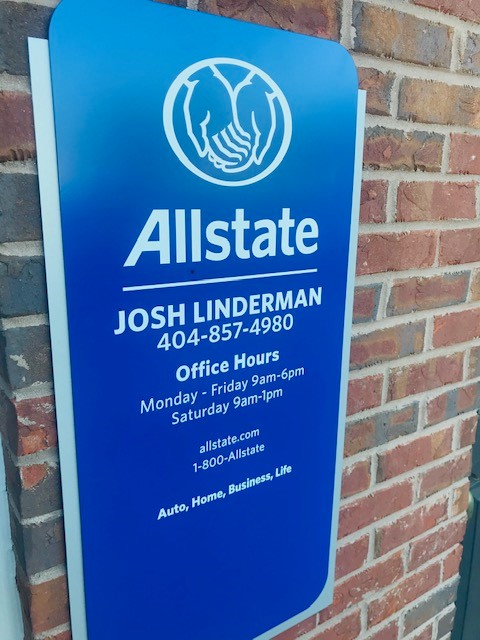 Allstate
JOSH LINDERMAN
404-857-4980
Office Hours
Monday - Friday 9am-6pm
Saturday 9am-1pm
allstate.com
1-800-Allstate
Auto, Home, Business, Life